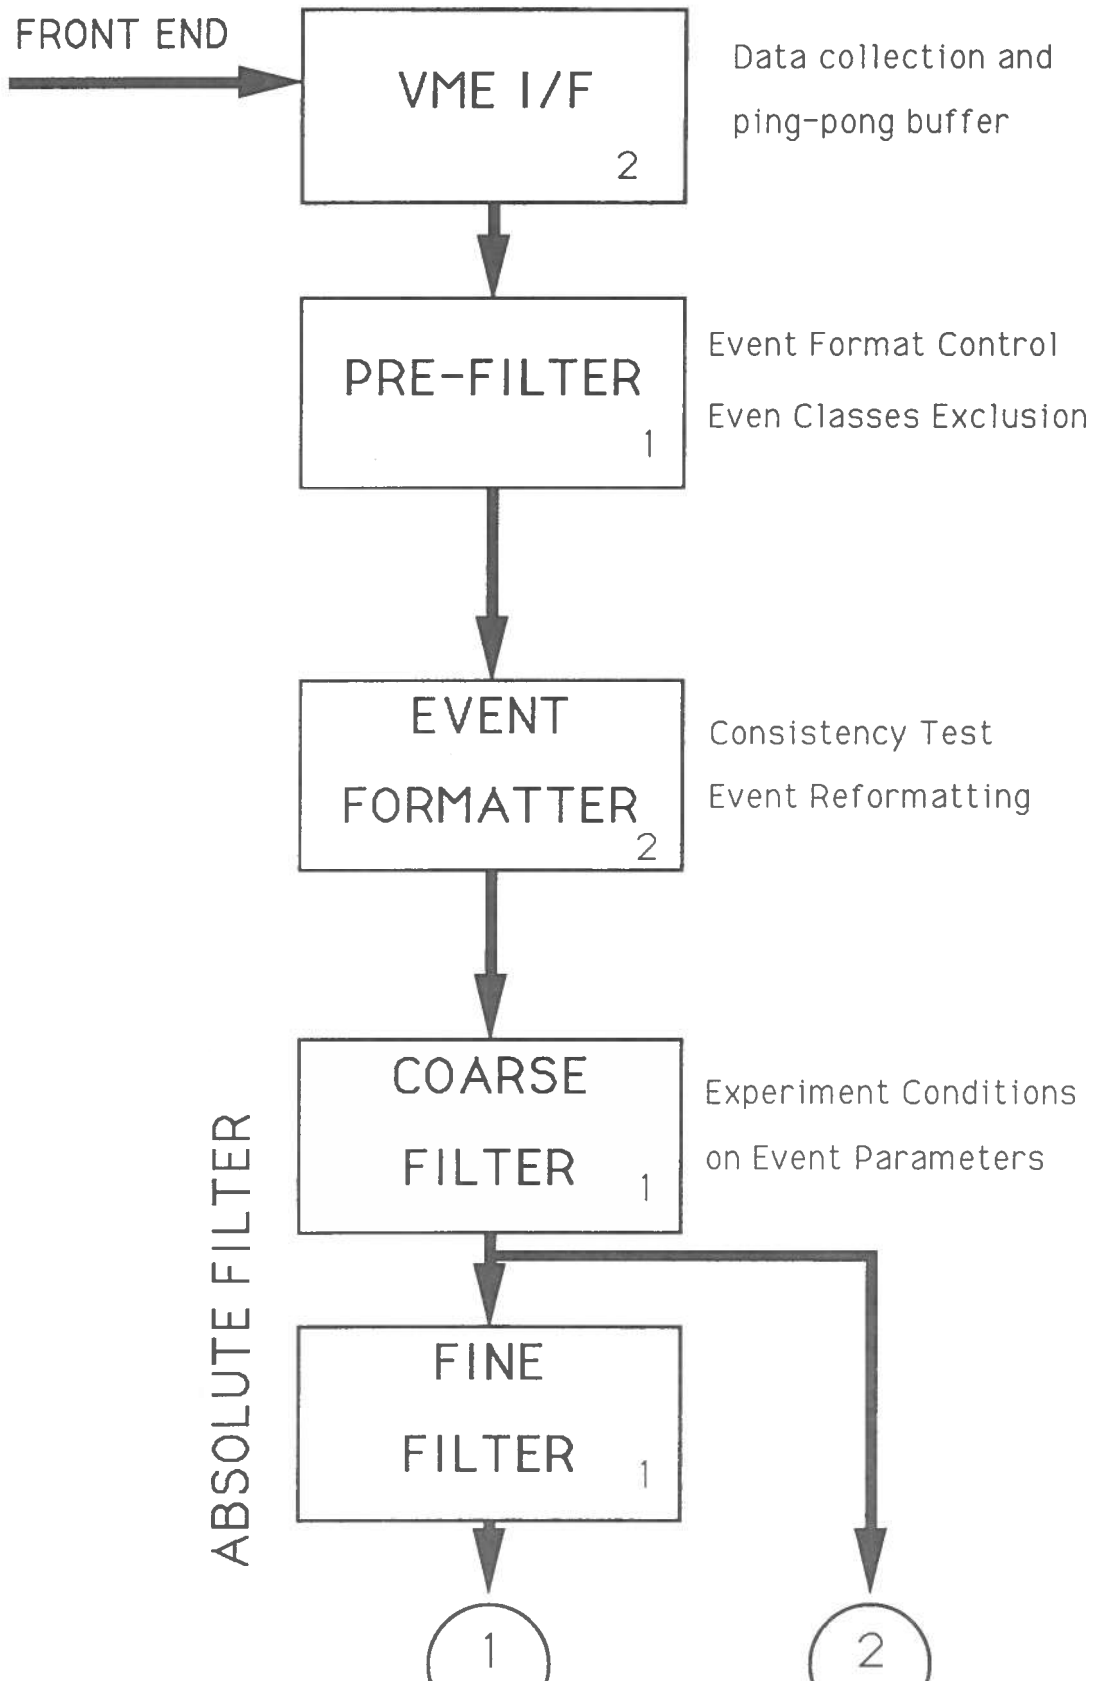 FRONT END
VME I/F
2
Data collection and
ping-pong buffer
PRE-FILTER
1
Event Format Control
Even Classes Exclusion
EVENT
FORMATTER
2
Consistency Test
Event Reformatting
ABSOLUTE FILTER
COARSE
FILTER
1
Experiment Conditions
on Event Parameters
FINE
FILTER
1
1
2